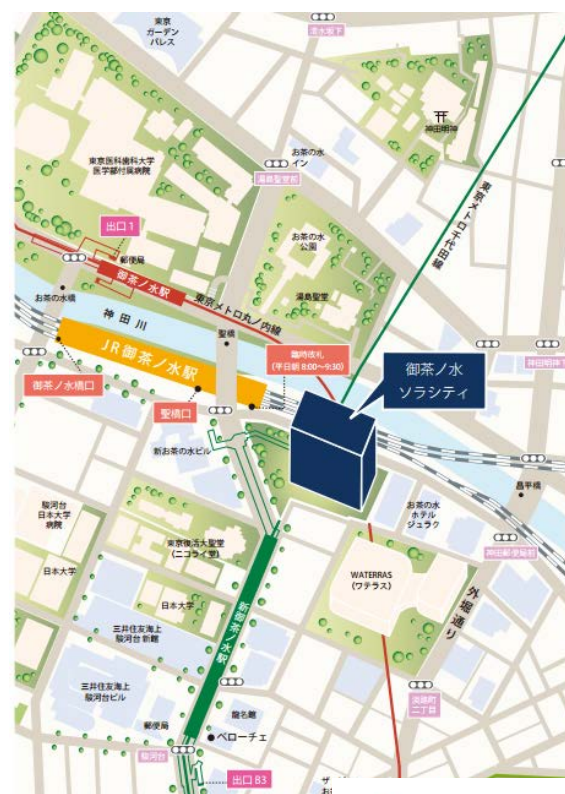 東京
ガーデン
パレス
清水坂下
神田明神
お茶の水
イン
東京医科歯科大学
医学部付属病院
湯島聖堂前
東京メトロ千代田線
出口1
郵便局
お茶の水
公園
御茶ノ水駅
湯島聖堂
お茶の水橋
東京メトロ丸ノ内線
神田川
聖橋
JR御茶ノ水駅
臨時改札
(平日朝 8:00〜9:30)
御茶ノ水
ソラシティ
神田明神下
御茶ノ水橋口
聖橋口
新お茶の水ビル
昌平橋
駿河台
日本大学
病院
お茶の水
ホテル
ジュラク
神田郵便局前
東京復活大聖堂
(ニコライ堂)
日本大学
WATERRAS
(ワテラス)
外堀通り
日本大学
新御茶ノ水駅
三井住友海上
駿河台 新館
三井住友海上
駿河台ビル
淡路町
二丁目
郵便局
龍名館
ベローチェ
駿河台
出口 B3